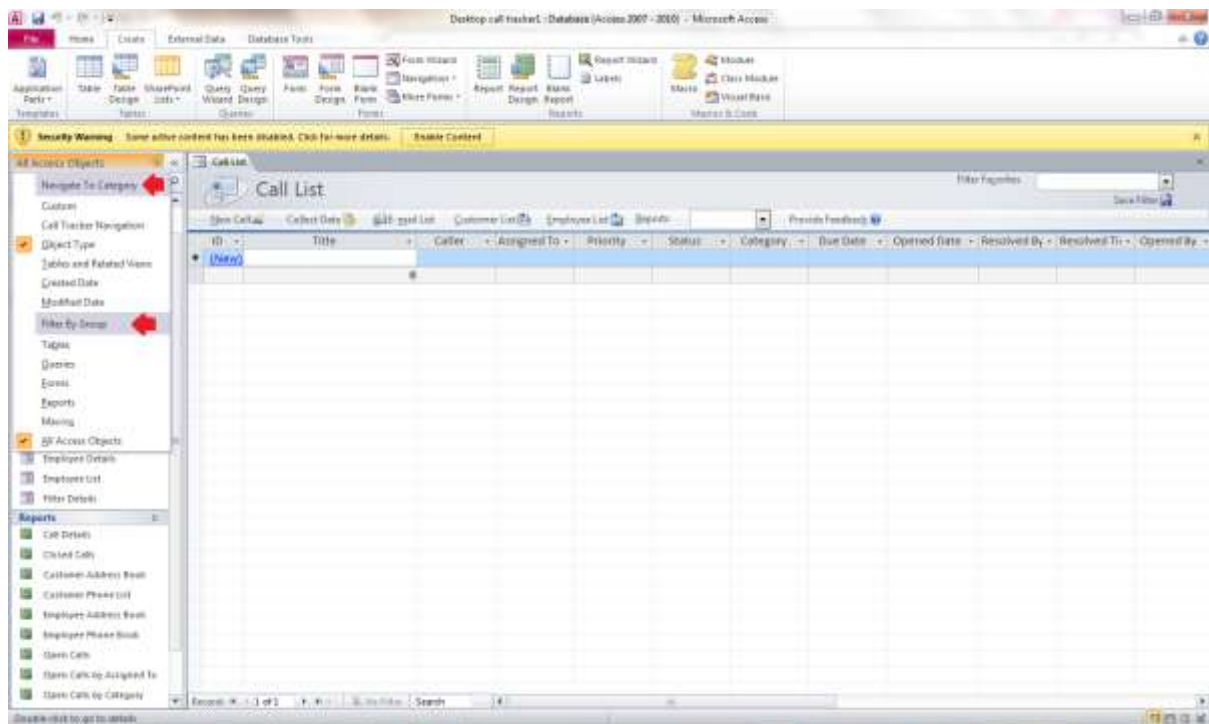 Desktop call tracker1 : Database (Access 2007 - 2010) - Microsoft Access
File Home Create External Data Database Tools
Application Parts
Table
Table Design
SharePoint Lists
Query Wizard
Query Design
Form
Form Design
Blank Form
Form Wizard
Navigation
More Forms
Report
Report Design
Blank Report
Report Wizard
Labels
Macro
Module
Class Module
Visual Basic
Templates Tables Queries Forms Reports Macros & Code
Security Warning Some active content has been disabled. Click for more details. Enable Content
All Access Objects
Navigate To Category
Custom
Call Tracker Navigation
Object Type
Tables and Related Views
Created Date
Modified Date
Filter By Group
Tables
Queries
Forms
Reports
Macros
All Access Objects
Employee Details
Employee List
Filter Details
Reports
Call Details
Closed Calls
Customer Address Book
Customer Phone List
Employee Address Book
Employee Phone Book
Open Calls
Open Calls by Assigned To
Open Calls by Category
Call List
Call List
Filter Favorites
Save Filter
New Call Collect Data E-mail List Customer List Employee List Reports Provide Feedback
ID Title Caller Assigned To Priority Status Category Due Date Opened Date Resolved By Resolved Ti Opened By
(New)
Record: 1 of 1 No Filter Search
Double-click to go to details